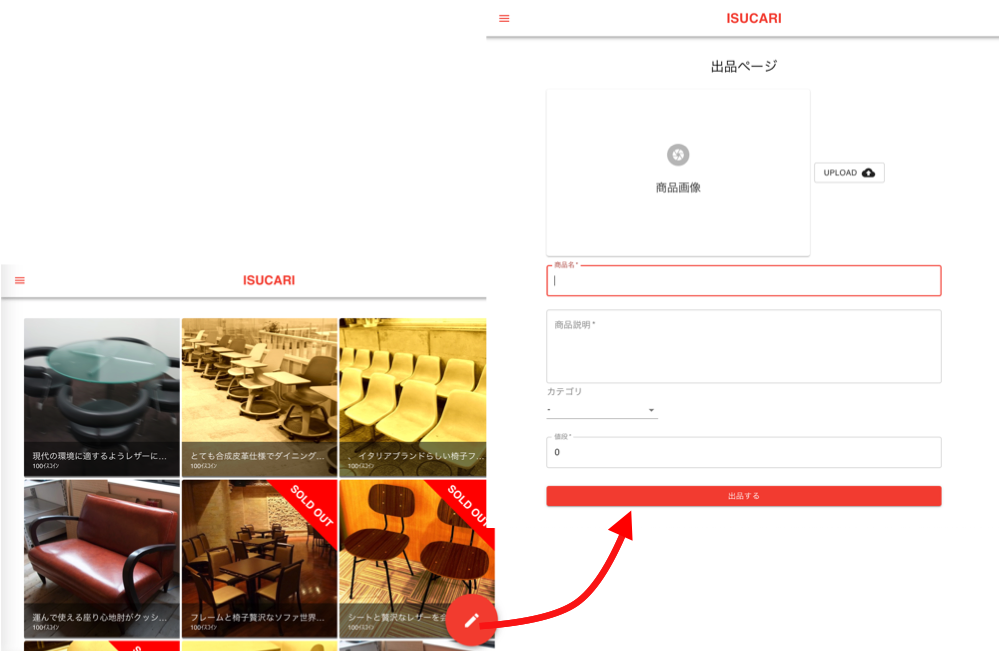 ISUCARI
出品ページ
商品画像
UPLOAD
商品名*
商品説明*
カテゴリ
-
値段*
0
出品する
ISUCARI
現代の環境に適するようレザーに...
100ｲｽｺｲﾝ
とても合成皮革仕様でダイニング...
100ｲｽｺｲﾝ
、イタリアブランドらしい椅子フ...
100ｲｽｺｲﾝ
運んで使える座り心地肘がクッシ...
100ｲｽｺｲﾝ
SOLD OUT
フレームと椅子贅沢なソファ世界...
100ｲｽｺｲﾝ
SOLD OUT
シートと贅沢なレザーを
100ｲｽｺｲﾝ